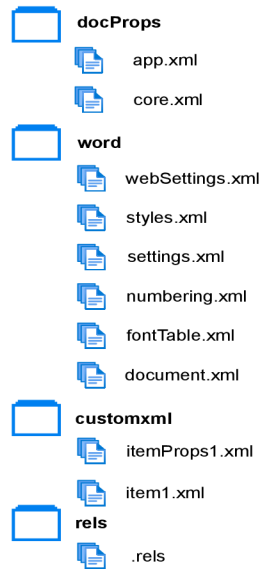 docProps
app.xml
core.xml
word
webSettings.xml
styles.xml
settings.xml
numbering.xml
fontTable.xml
document.xml
customxml
itemProps1.xml
item1.xml
rels
.rels